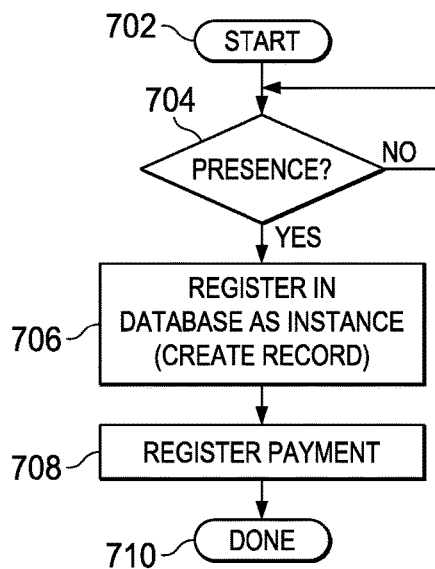 702
START
704
PRESENCE?
NO
YES
REGISTER IN
DATABASE AS INSTANCE
(CREATE RECORD)
706
REGISTER PAYMENT
708
DONE
710